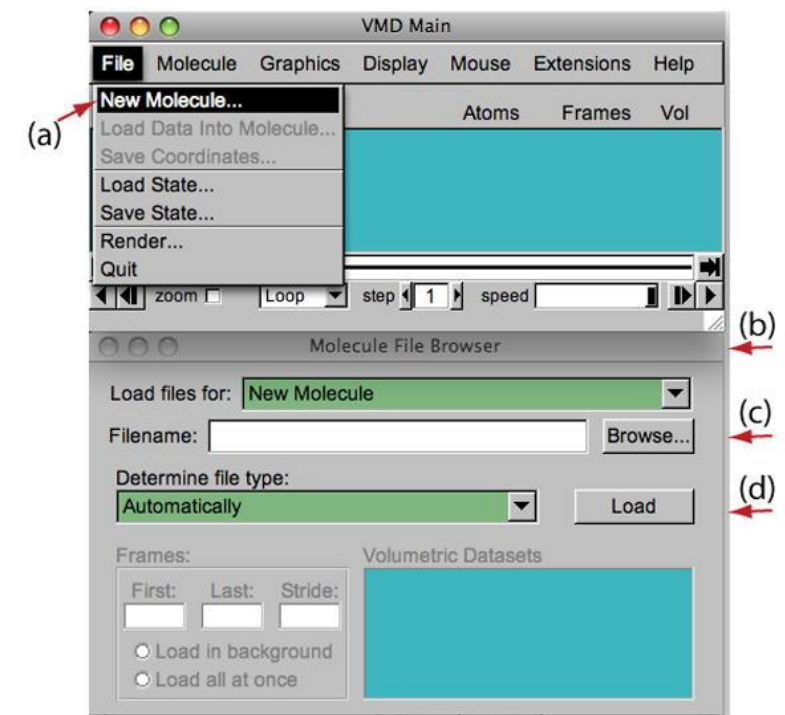 VMD Main
File Molecule Graphics Display Mouse Extensions Help
New Molecule...
Atoms Frames Vol
(a)
Load Data Into Molecule...
Save Coordinates...
Load State...
Save State...
Render...
Quit
zoom Loop step 1 speed
(b)
Molecule File Browser
Load files for: New Molecule
(c)
Filename: Browse...
Determine file type:
(d)
Automatically Load
Frames: Volumetric Datasets
First: Last: Stride:
Load in background
Load all at once